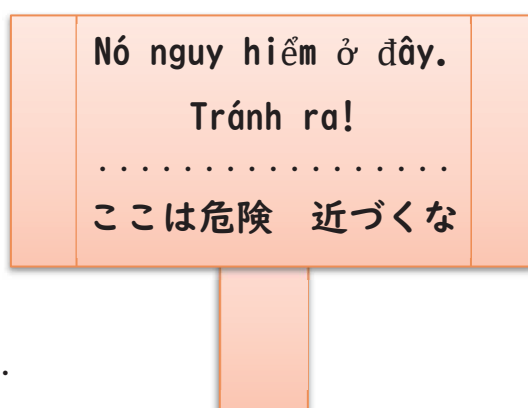 Nó nguy hiểm ở đây.
Tránh ra!
..................
ここは危険　近づくな
.